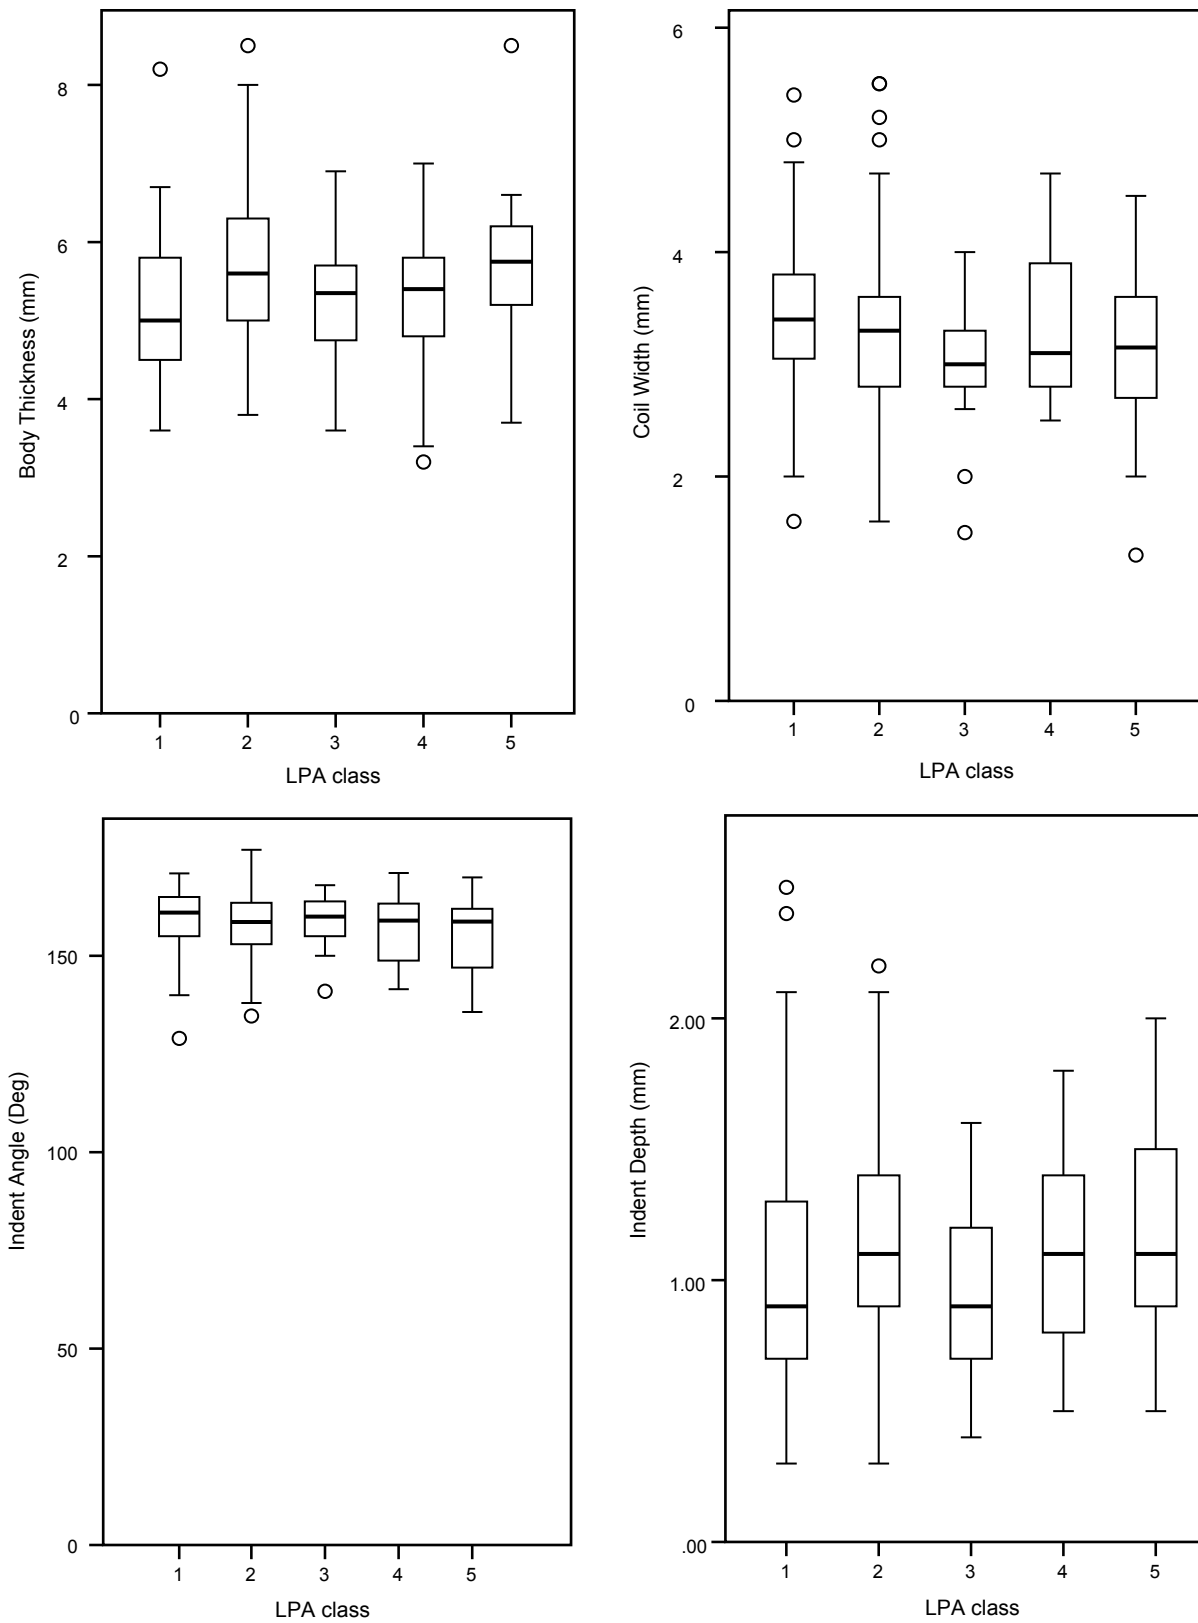 8
6
4
2
0
Body Thickness (mm)
1 2 3 4 5
LPA class
6
4
2
0
Coil Width (mm)
1 2 3 4 5
LPA class
150
100
50
0
Indent Angle (Deg)
1 2 3 4 5
LPA class
2.00
1.00
.00
Indent Depth (mm)
1 2 3 4 5
LPA class